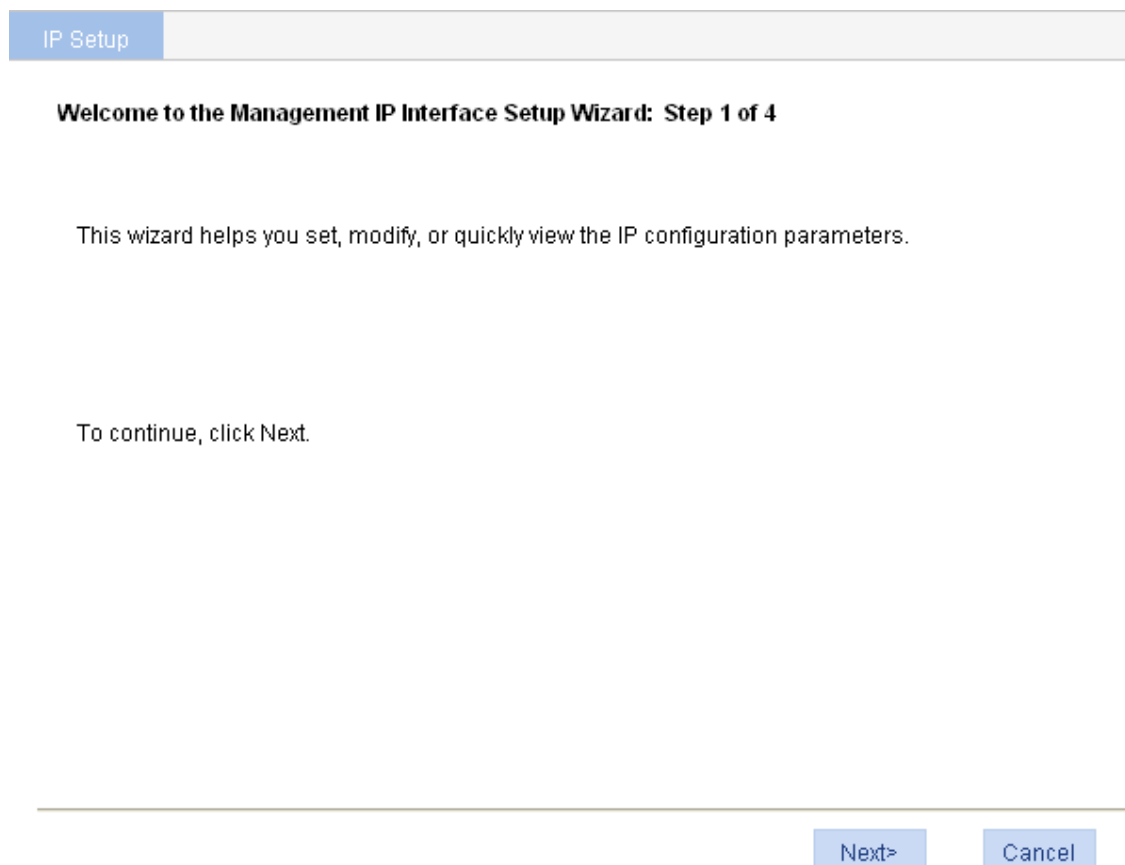 IP Setup
Welcome to the Management IP Interface Setup Wizard: Step 1 of 4
This wizard helps you set, modify, or quickly view the IP configuration parameters.
To continue, click Next.
Next>
Cancel